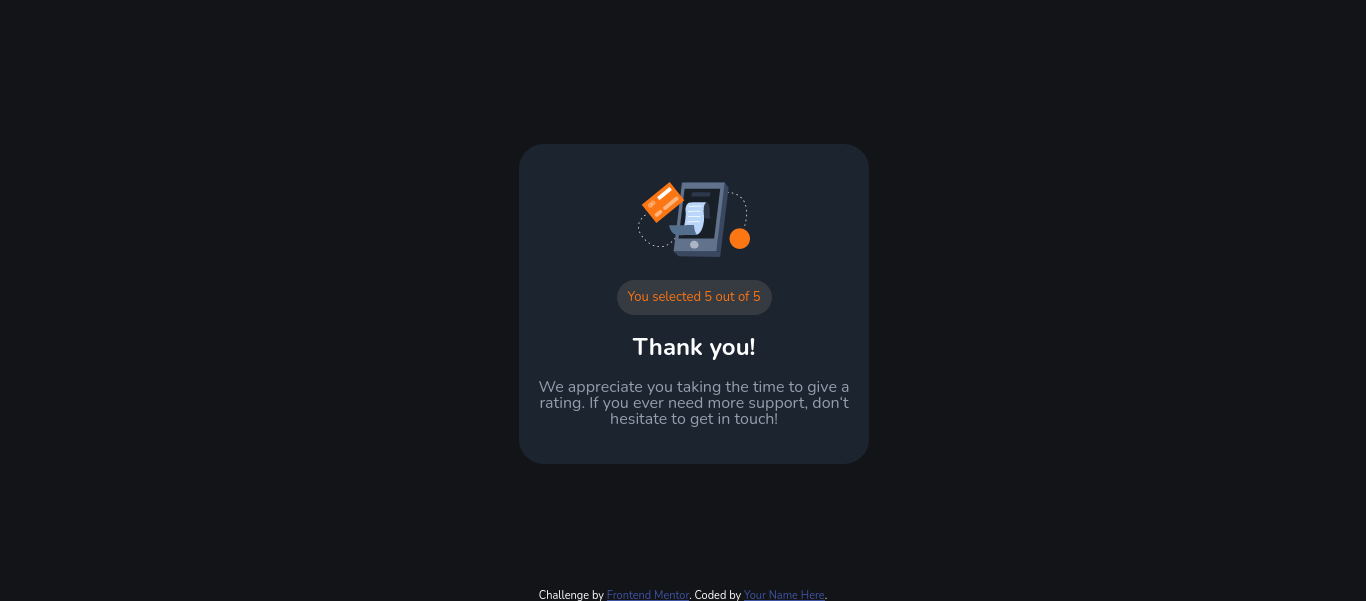 You selected 5 out of 5
Thank you!
We appreciate you taking the time to give a
rating. If you ever need more support, don't
hesitate to get in touch!
Challenge by Frontend Mentor. Coded by Your Name Here.